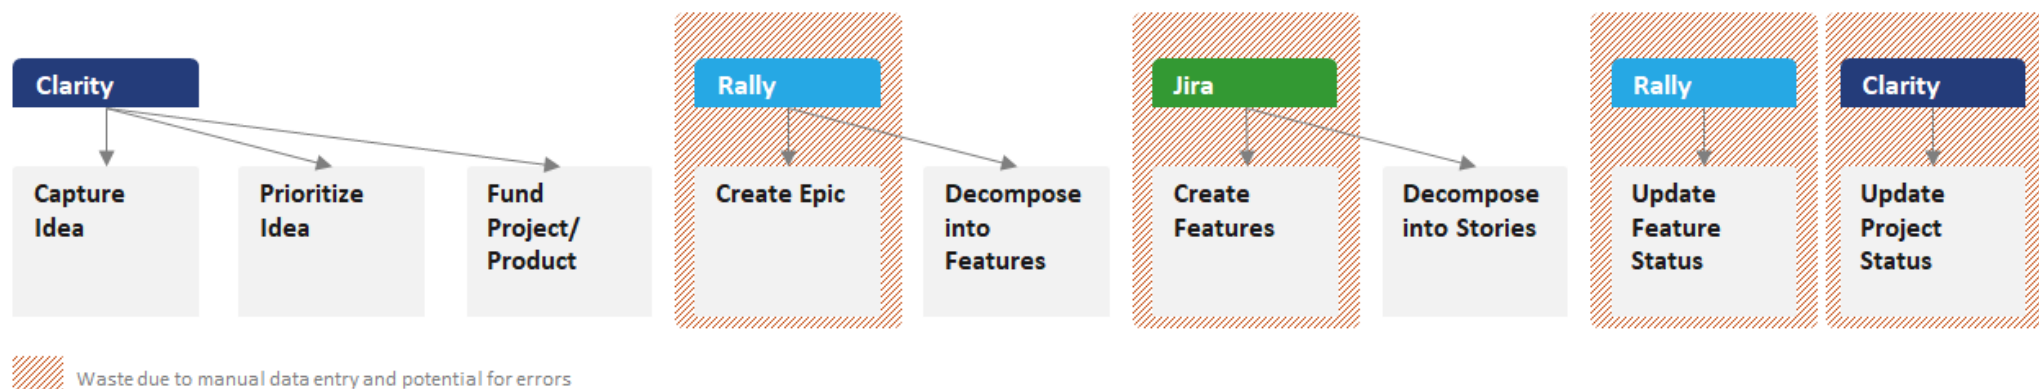 Clarity
Rally
Jira
Rally
Clarity
Capture
Idea
Prioritize
Idea
Fund
Project/
Product
Create Epic
Decompose
into
Features
Create
Features
Decompose
into Stories
Update
Feature
Status
Update
Project
Status
Waste due to manual data entry and potential for errors